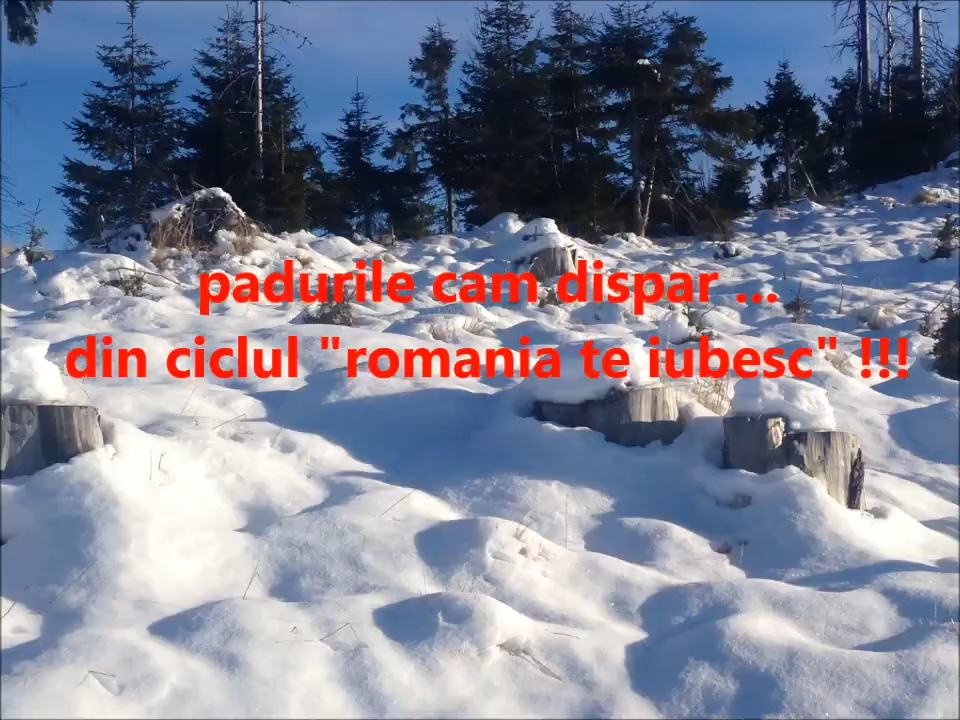 padurile cam dispar ...
din ciclul "romania te iubesc" !!!